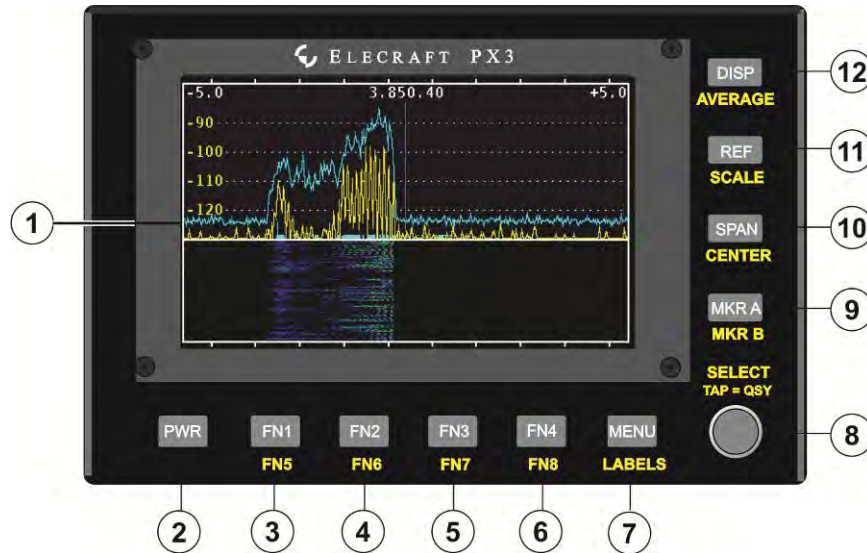 ELECRAFT PX3
-5.0 3.850.40 +5.0
-90
-100
-110
-120
DISP
AVERAGE
REF
SCALE
SPAN
CENTER
MKR A
MKR B
SELECT
TAP = QSY
PWR FN1 FN2 FN3 FN4 MENU
FN5 FN6 FN7 FN8 LABELS
12
11
10
9
8
1
2 3 4 5 6 7